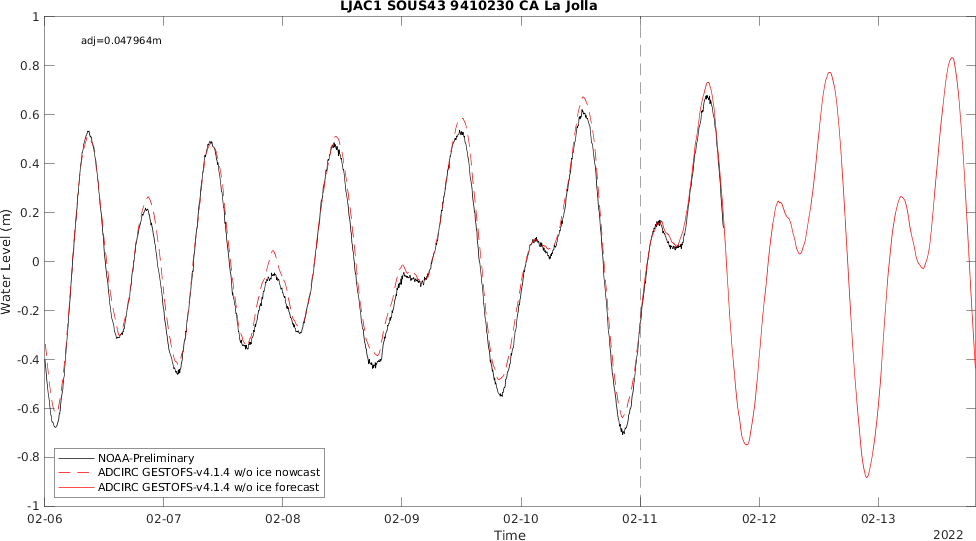 LJAC1 SOUS43 9410230 CA La Jolla
adj=0.047964m
1
0.8
0.6
0.4
0.2
0
-0.2
-0.4
-0.6
-0.8
-1
Water Level (m)
NOAA-Preliminary
ADCIRC GESTOFS-v4.1.4 w/o ice nowcast
ADCIRC GESTOFS-v4.1.4 w/o ice forecast
02-06 02-07 02-08 02-09 02-10 02-11 02-12 02-13
Time
2022